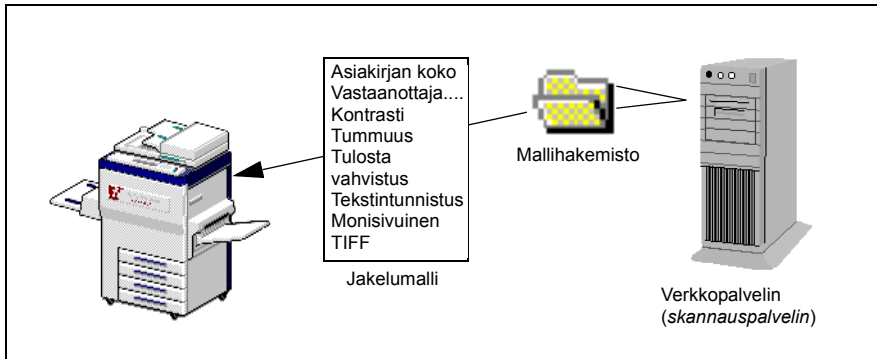 Asiakirjan koko
Vastaanottaja....
Kontrasti
Tummuus
Tulosta
vahvistus
Tekstintunnistus
Monisivuinen
TIFF
Jakelumalli
Mallihakemisto
Verkkopalvelin
(skannauspalvelin)